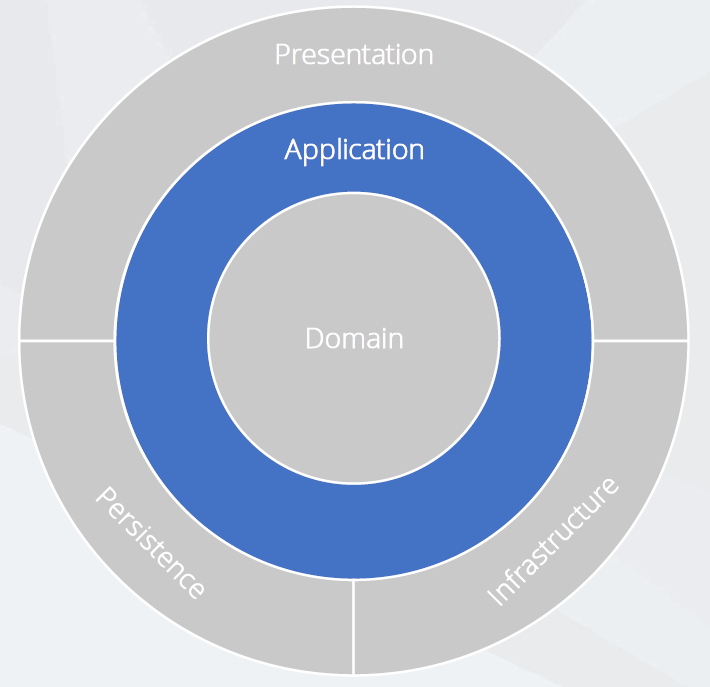 Presentation
Application
Domain
Persistence
Infrastructure